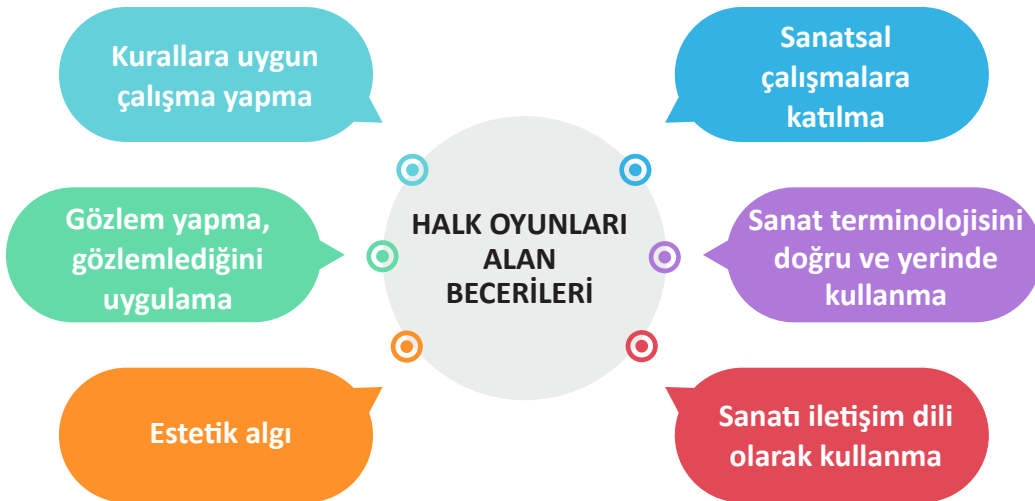 Kurallara uygun
çalışma yapma
Sanatsal
çalışmalara
katılma
Gözlem yapma,
gözlemlediğini
uygulama
HALK OYUNLARI
ALAN
BECERİLERİ
Sanat terminolojisini
doğru ve yerinde
kullanma
Estetik algı
Sanatı iletişim dili
olarak kullanma